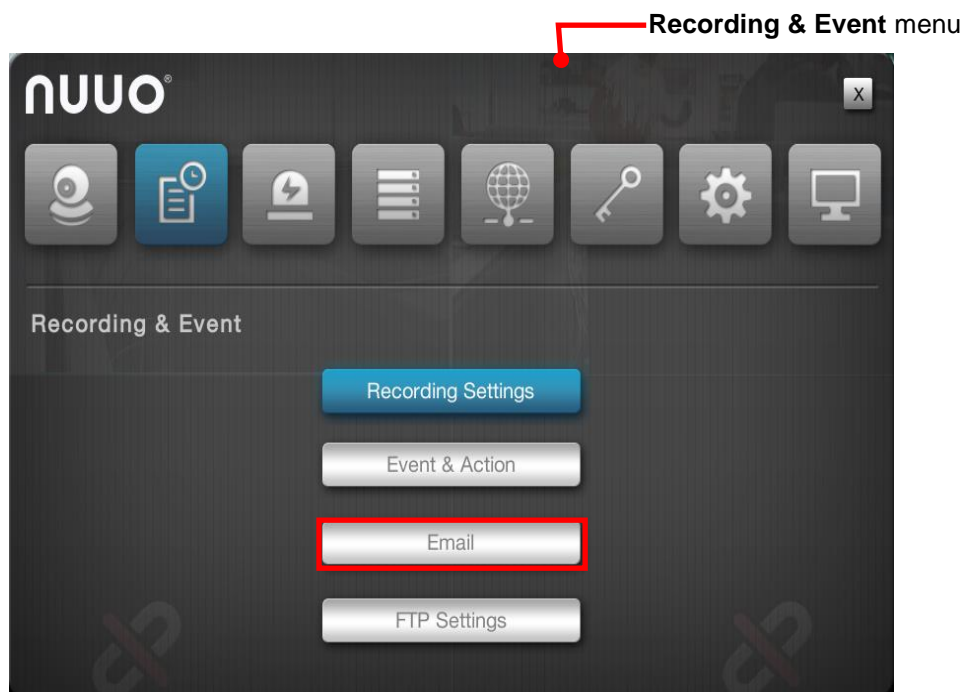 Recording & Event menu
NUUO®
X
Recording & Event
Recording Settings
Event & Action
Email
FTP Settings